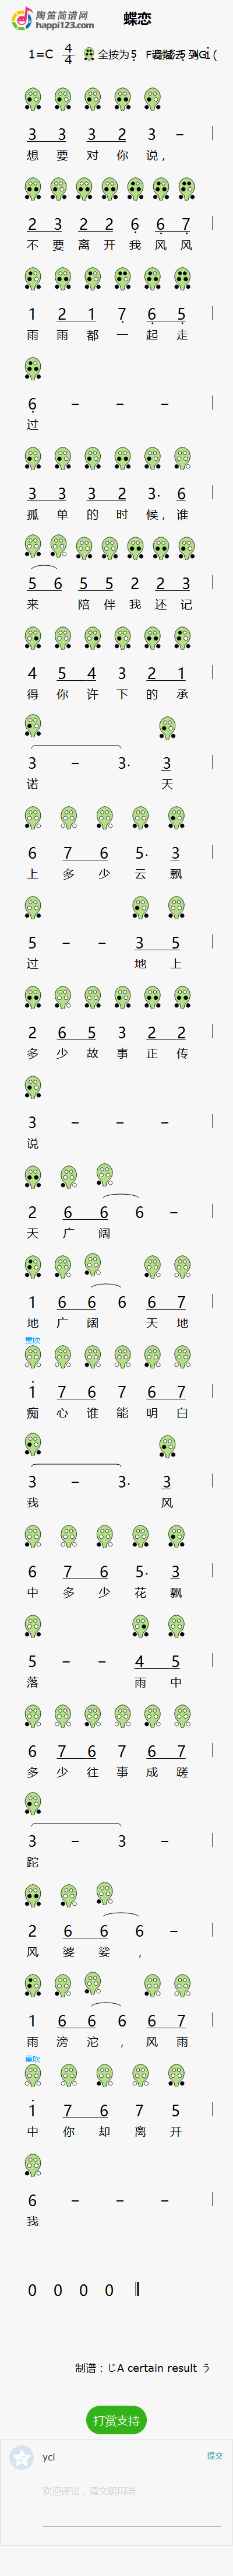 陶笛简谱网
happi123.com
蝶恋
1=C 4/4 全按为5
3 3 3 2 3 -
想 要 对 你 说，
2 3 2 2 6 6 7
不 要 离 开 我 风 风
1 2 1 7 6 5
雨 雨 都 一 起 走
6 - - -
过
3 3 3 2 3· 6
孤 单 的 时 候，谁
5 6 5 5 2 2 3
来 陪 伴 我 还 记
4 5 4 3 2 1
得 你 许 下 的 承
3 - 3· 3
诺 天
6 7 6 5· 3
上 多 少 云 飘
5 - - 3 5
过 地 上
2 6 5 3 2 2
多 少 故 事 正 传
3 - - -
说
2 6 6 6 -
天 广 阔
1 6 6 6 6 7
地 广 阔 天 地
重吹
1 7 6 7 6 7
痴 心 谁 能 明 白
3 - 3· 3
我 风
6 7 6 5· 3
中 多 少 花 飘
5 - - 4 5
落 雨 中
6 7 6 7 6 7
多 少 往 事 成 蹉
3 - 3 -
跎
2 6 6 6 -
风 婆 娑 ，
1 6 6 6 6 7
雨 滂 沱 ，风 雨
重吹
1 7 6 7 5
中 你 却 离 开
6 - - -
我
0 0 0 0
制谱：じA certain result う
打赏支持
yci
提交
欢迎评论，请文明用语